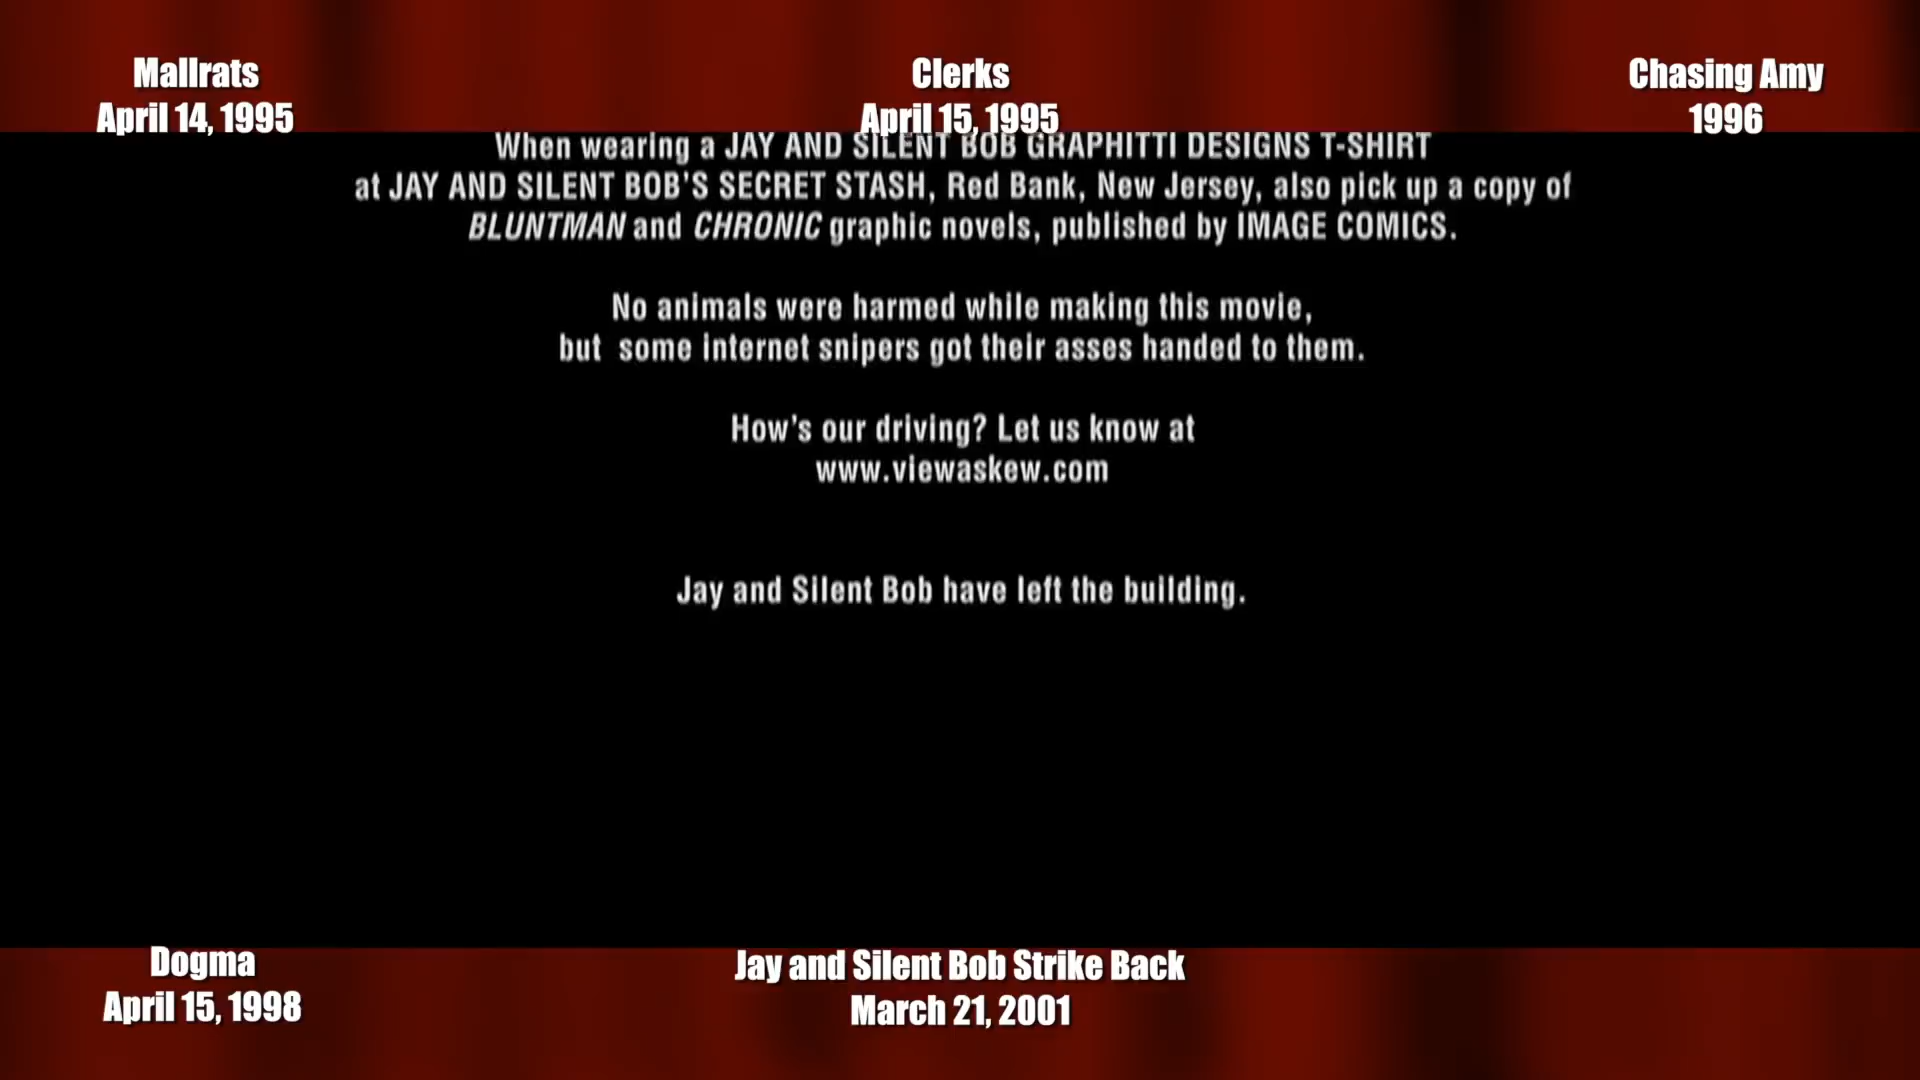 Mallrats
April 14, 1995
Clerks
April 15, 1995
Chasing Amy
1996
When wearing a JAY AND SILENT BOB GRAPHITTI DESIGNS T-SHIRT
at JAY AND SILENT BOB'S SECRET STASH, Red Bank, New Jersey, also pick up a copy of
BLUNTMAN and CHRONIC graphic novels, published by IMAGE COMICS.
No animals were harmed while making this movie,
but some internet snipers got their asses handed to them.
How's our driving? Let us know at
www.viewaskew.com
Jay and Silent Bob have left the building.
Dogma
April 15, 1998
Jay and Silent Bob Strike Back
March 21, 2001